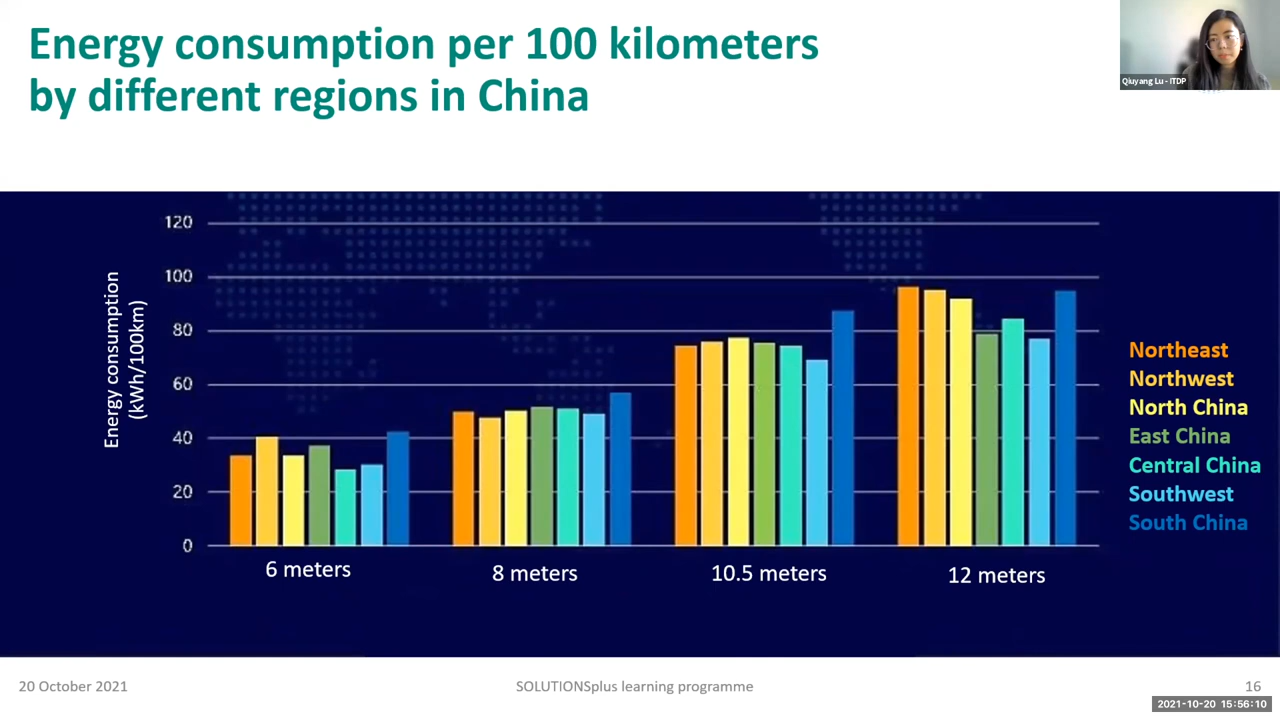 Energy consumption per 100 kilometers
by different regions in China
Qiuyang Lu - ITDP
Energy consumption
(kWh/100km)
120
100
80
60
40
20
0
6 meters
8 meters
10.5 meters
12 meters
Northeast
Northwest
North China
East China
Central China
Southwest
South China
20 October 2021
SOLUTIONSplus learning programme
16
2021-10-20 15:56:10